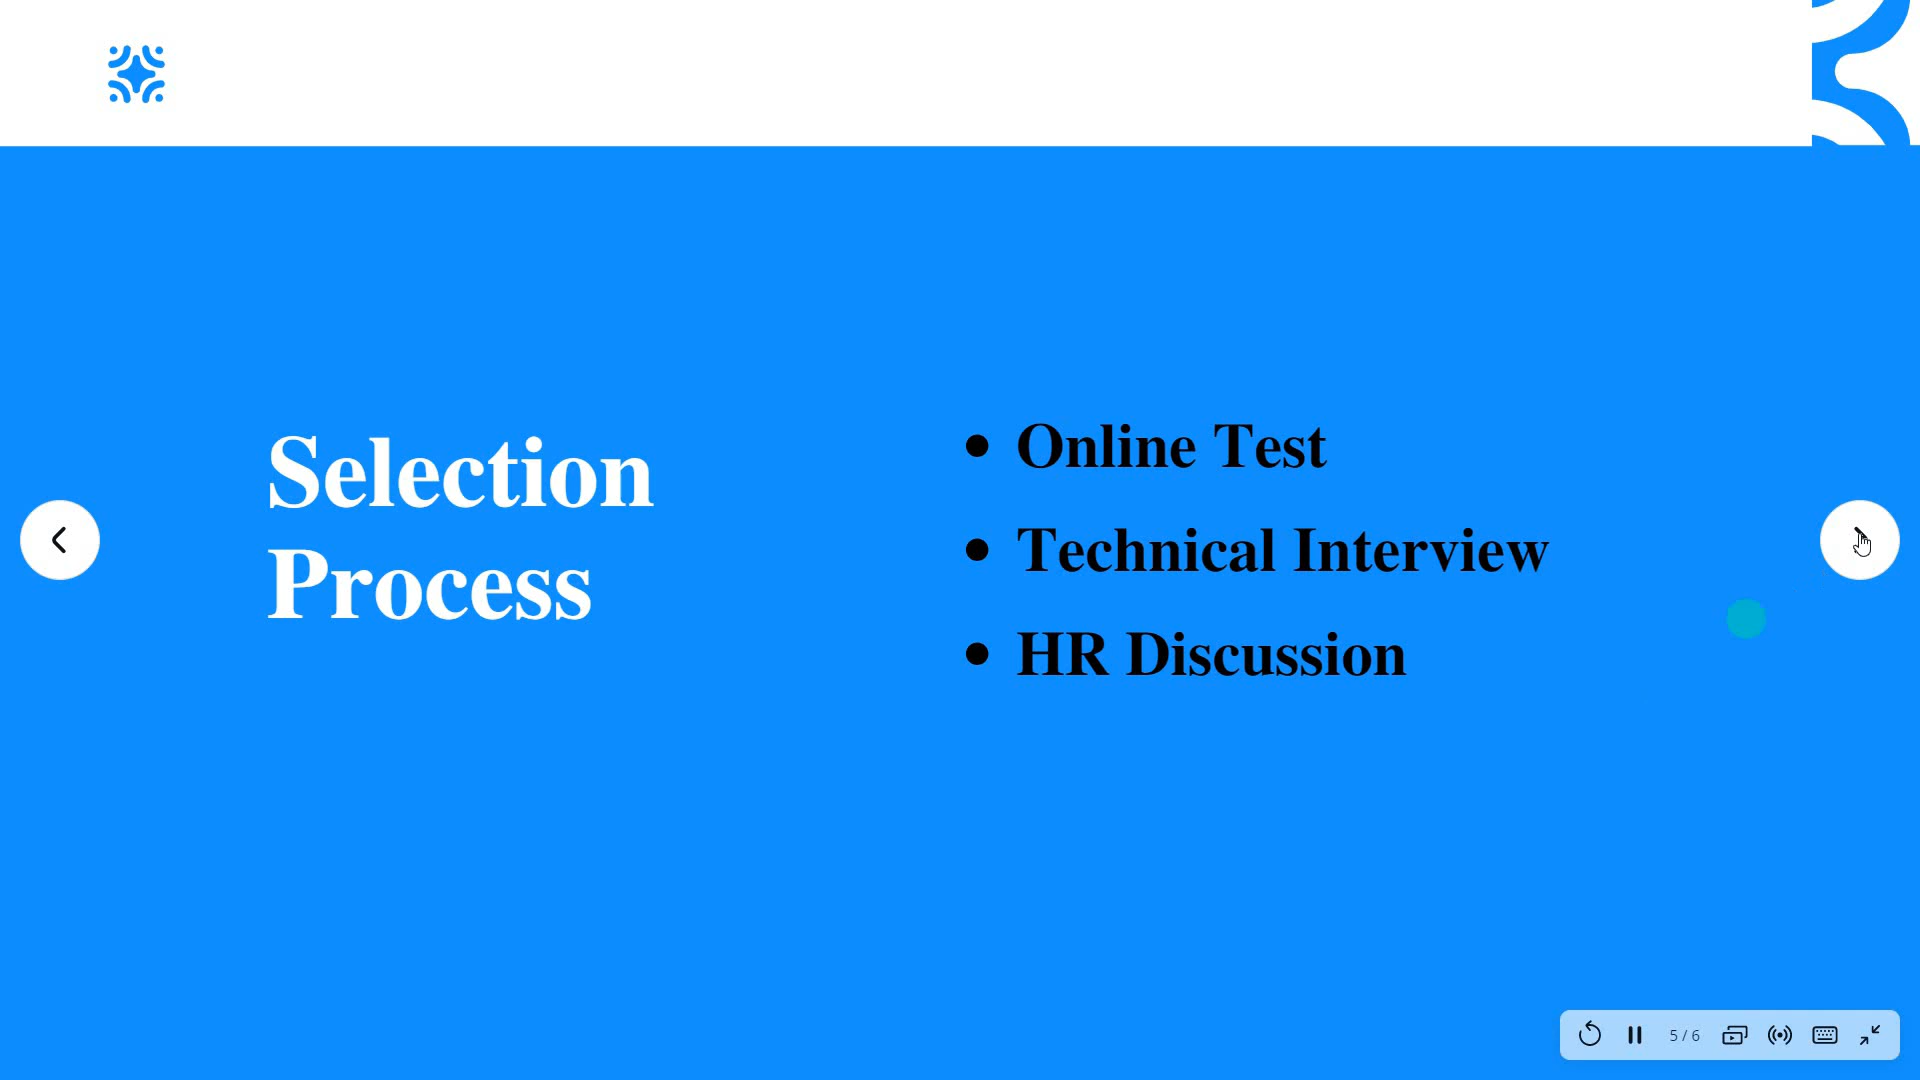 Selection
Process
• Online Test
• Technical Interview
• HR Discussion
5 / 6